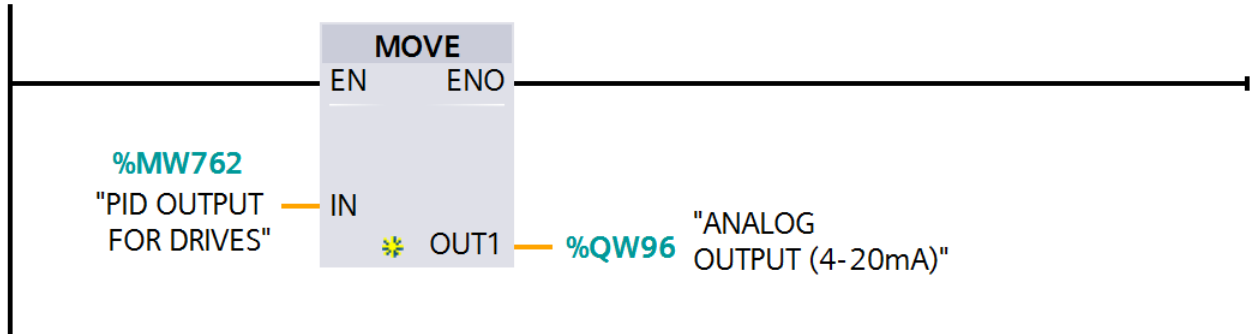 MOVE
EN ENO
%MW762
"PID OUTPUT
FOR DRIVES"
IN
OUT1
%QW96
"ANALOG
OUTPUT (4-20mA)"